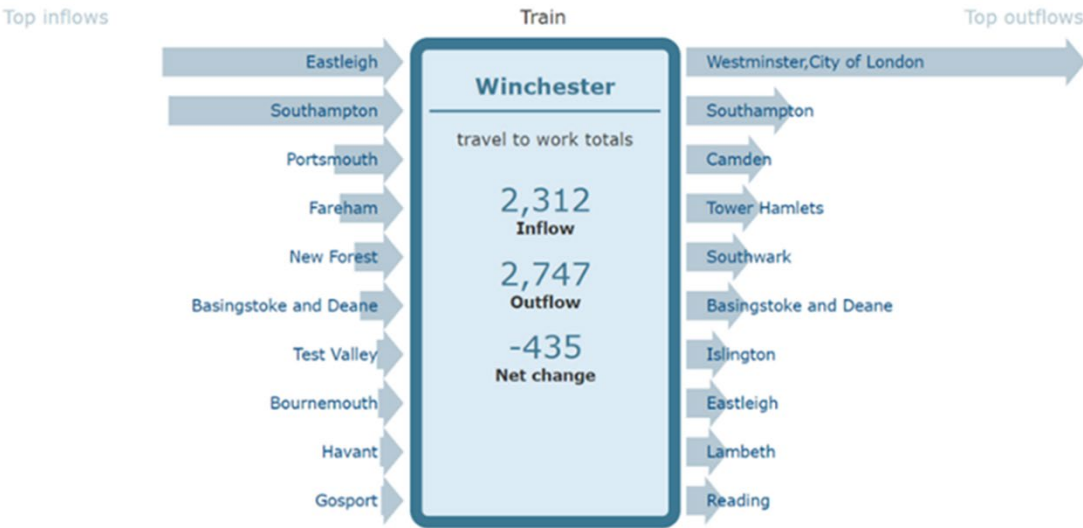 Top inflows
Train
Top outflows
Eastleigh
Southampton
Portsmouth
Fareham
New Forest
Basingstoke and Deane
Test Valley
Bournemouth
Havant
Gosport
Winchester
travel to work totals
2,312
Inflow
2,747
Outflow
-435
Net change
Westminster,City of London
Southampton
Camden
Tower Hamlets
Southwark
Basingstoke and Deane
Islington
Eastleigh
Lambeth
Reading